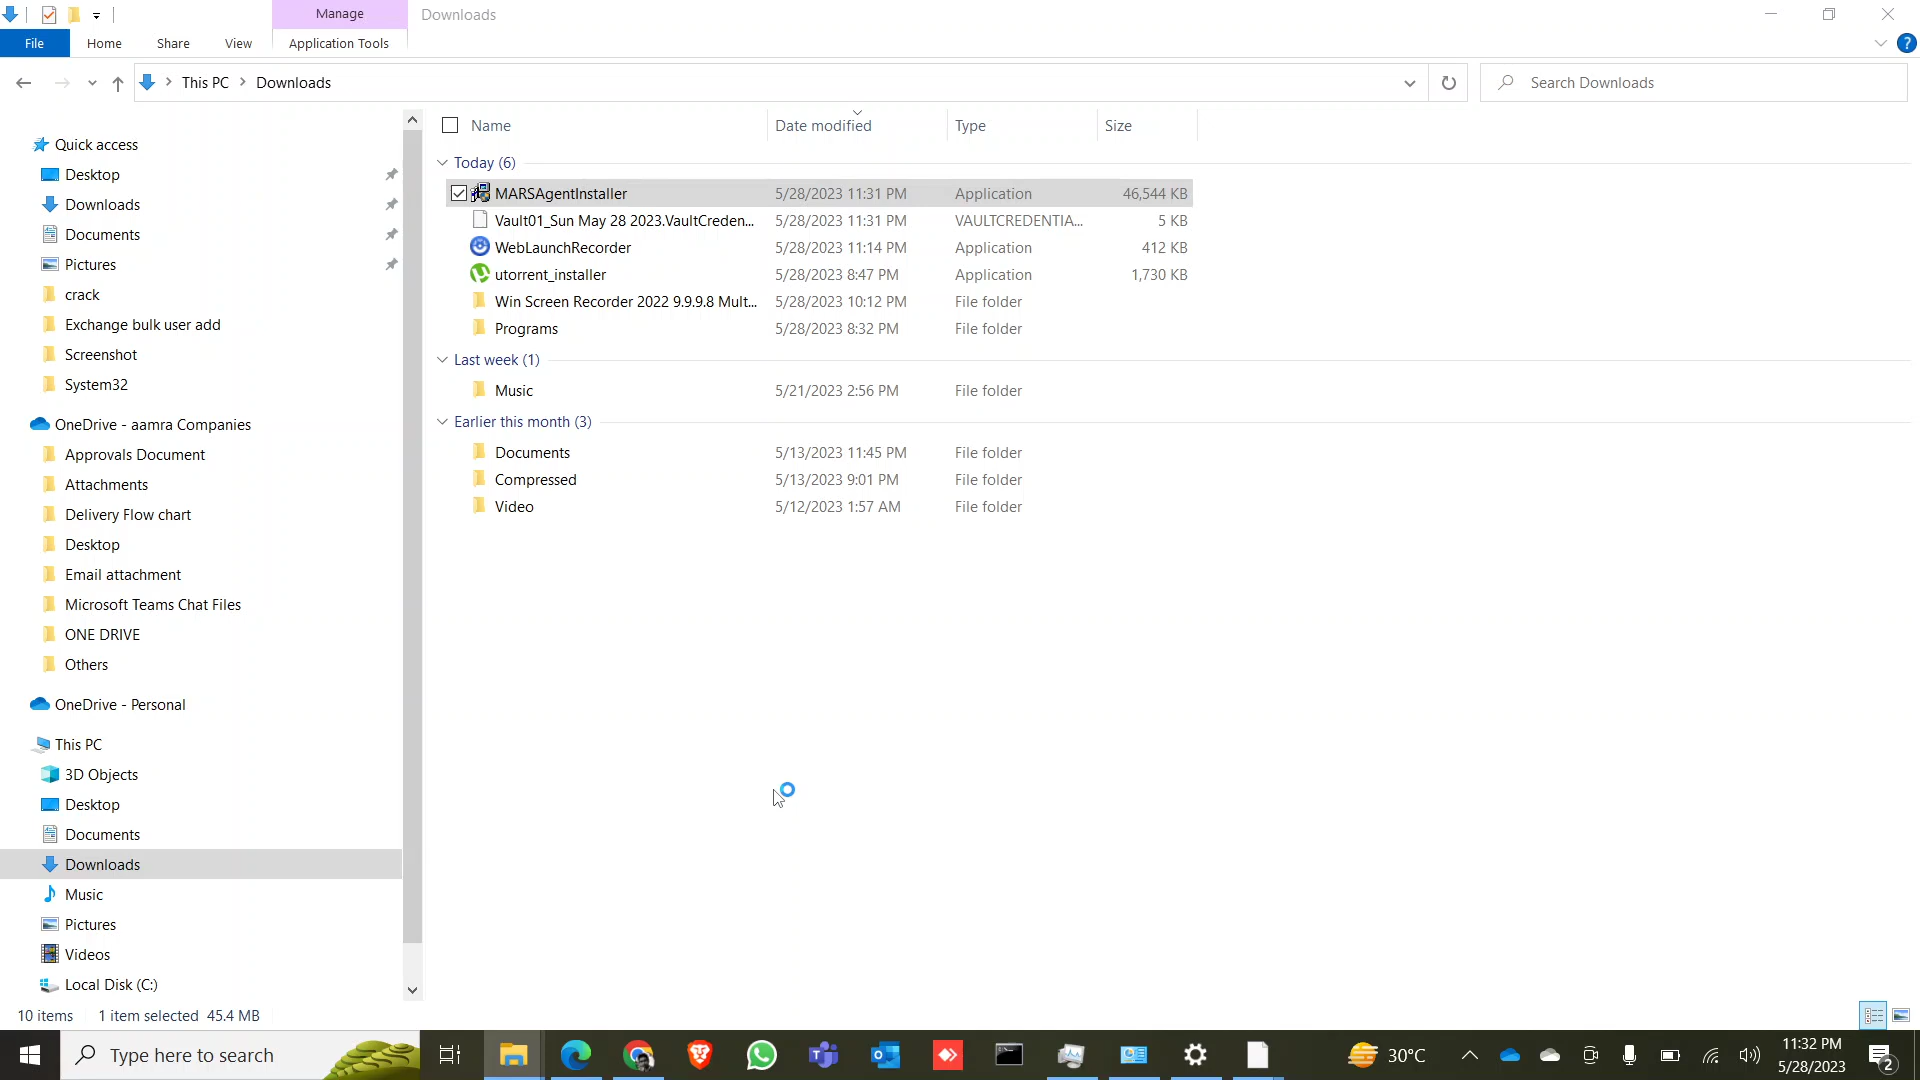 Manage
Downloads
File
Home
Share
View
Application Tools
?
This PC
Downloads
Search Downloads
Name
Date modified
Type
Size
Quick access
Desktop
Downloads
Documents
Pictures
crack
Exchange bulk user add
Screenshot
System32
OneDrive - aamra Companies
Approvals Document
Attachments
Delivery Flow chart
Desktop
Email attachment
Microsoft Teams Chat Files
ONE DRIVE
Others
OneDrive - Personal
This PC
3D Objects
Desktop
Documents
Downloads
Music
Pictures
Videos
Local Disk (C:)
Today (6)
MARSAgentInstaller 5/28/2023 11:31 PM Application 46,544 KB
Vault01_Sun May 28 2023.VaultCreden... 5/28/2023 11:31 PM VAULTCREDENTIA... 5 KB
WebLaunchRecorder 5/28/2023 11:14 PM Application 412 KB
utorrent_installer 5/28/2023 8:47 PM Application 1,730 KB
Win Screen Recorder 2022 9.9.9.8 Mult... 5/28/2023 10:12 PM File folder
Programs 5/28/2023 8:32 PM File folder
Last week (1)
Music 5/21/2023 2:56 PM File folder
Earlier this month (3)
Documents 5/13/2023 11:45 PM File folder
Compressed 5/13/2023 9:01 PM File folder
Video 5/12/2023 1:57 AM File folder
10 items 1 item selected 45.4 MB
Type here to search
30°C
11:32 PM
5/28/2023
2